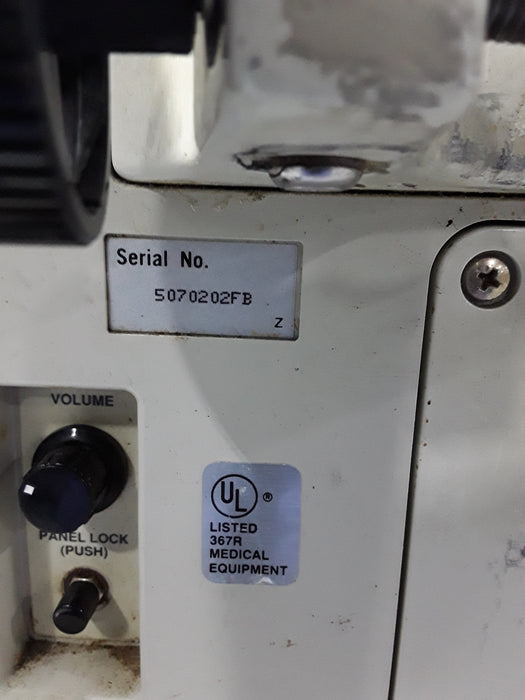 Serial No.
5070202FB
Z
VOLUME
PANEL LOCK
(PUSH)
UL ®
LISTED
367R
MEDICAL
EQUIPMENT